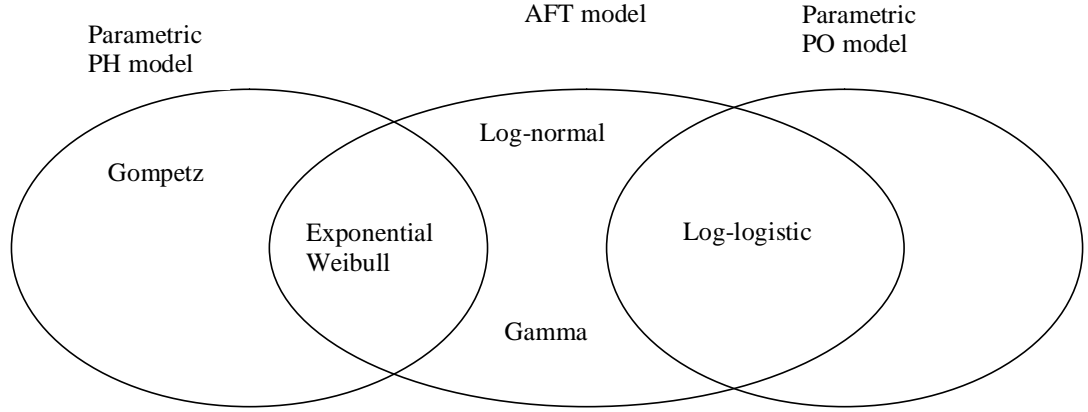 AFT model
Parametric
PH model
Parametric
PO model
Log-normal
Gompetz
Exponential
Weibull
Log-logistic
Gamma